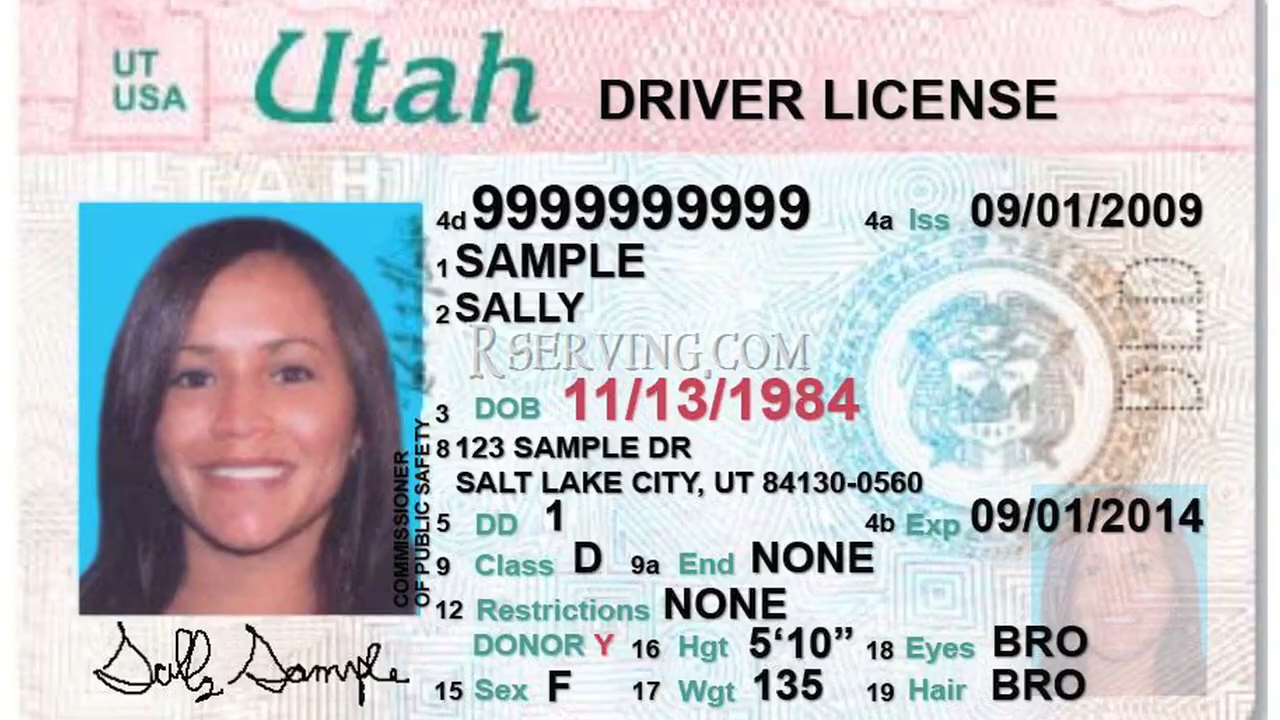 UT
USA
Utah DRIVER LICENSE
UTAH
4d 9999999999 4a Iss 09/01/2009
1 SAMPLE
2 SALLY
RSERVING.COM
3 DOB 11/13/1984
8 123 SAMPLE DR
SALT LAKE CITY, UT 84130-0560
5 DD 1 4b Exp 09/01/2014
9 Class D 9a End NONE
12 Restrictions NONE
DONOR Y 16 Hgt 5‘10” 18 Eyes BRO
15 Sex F 17 Wgt 135 19 Hair BRO
COMMISSIONER
OF PUBLIC SAFETY
Sally Sample